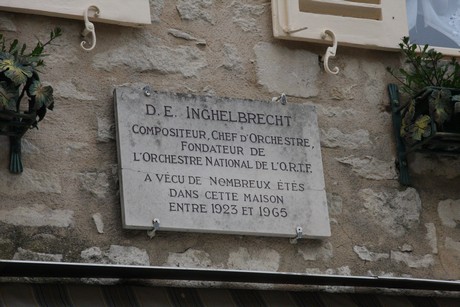 D.E. INGHELBRECHT
COMPOSITEUR, CHEF D'ORCHESTRE,
FONDATEUR DE
L'ORCHESTRE NATIONAL DE L'O.R.T.F.
A VÉCU DE NOMBREUX ÉTÉS
DANS CETTE MAISON
ENTRE 1923 ET 1965